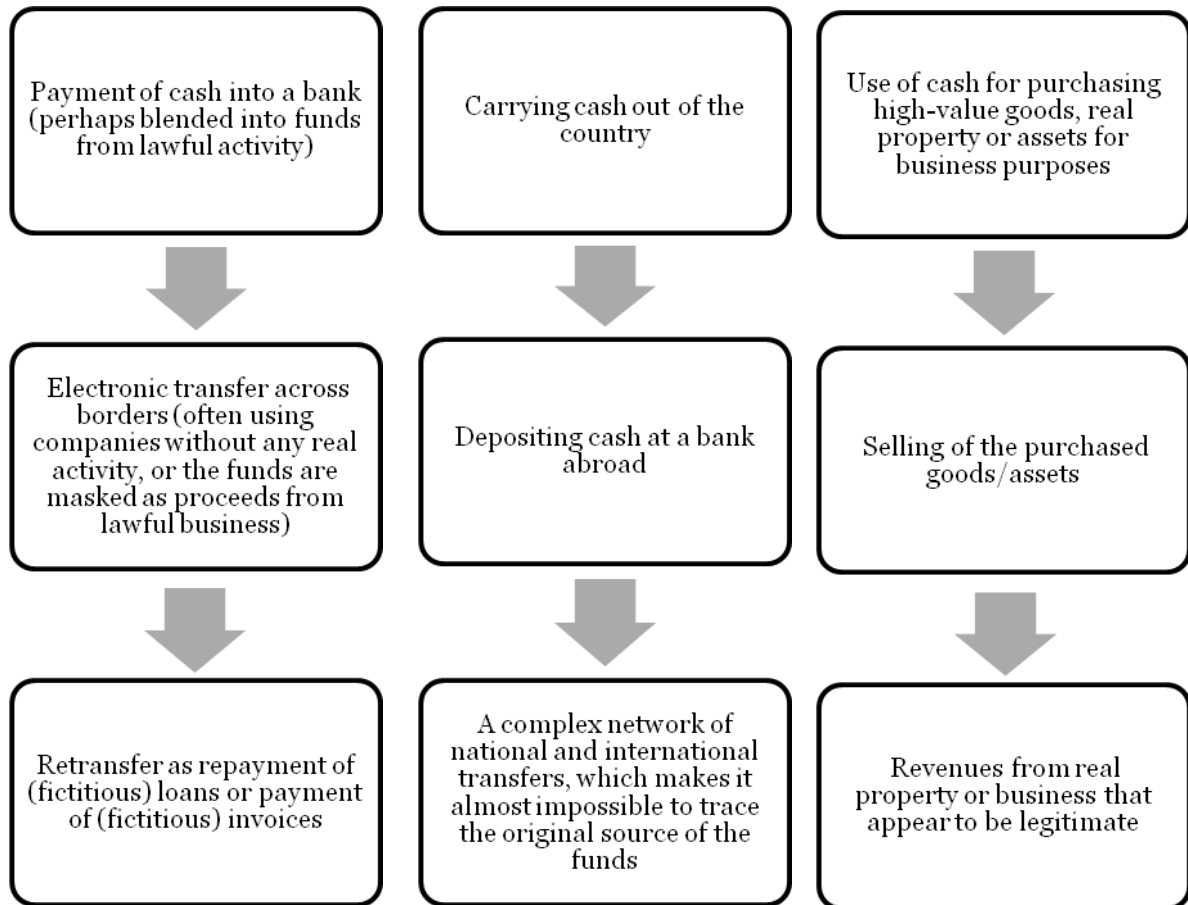 Payment of cash into a bank
(perhaps blended into funds
from lawful activity)
Carrying cash out of the
country
Use of cash for purchasing
high-value goods, real
property or assets for
business purposes
Electronic transfer across
borders (often using
companies without any real
activity, or the funds are
masked as proceeds from
lawful business)
Depositing cash at a bank
abroad
Selling of the purchased
goods/assets
Retransfer as repayment of
(fictitious) loans or payment
of (fictitious) invoices
A complex network of
national and international
transfers, which makes it
almost impossible to trace
the original source of the
funds
Revenues from real
property or business that
appear to be legitimate